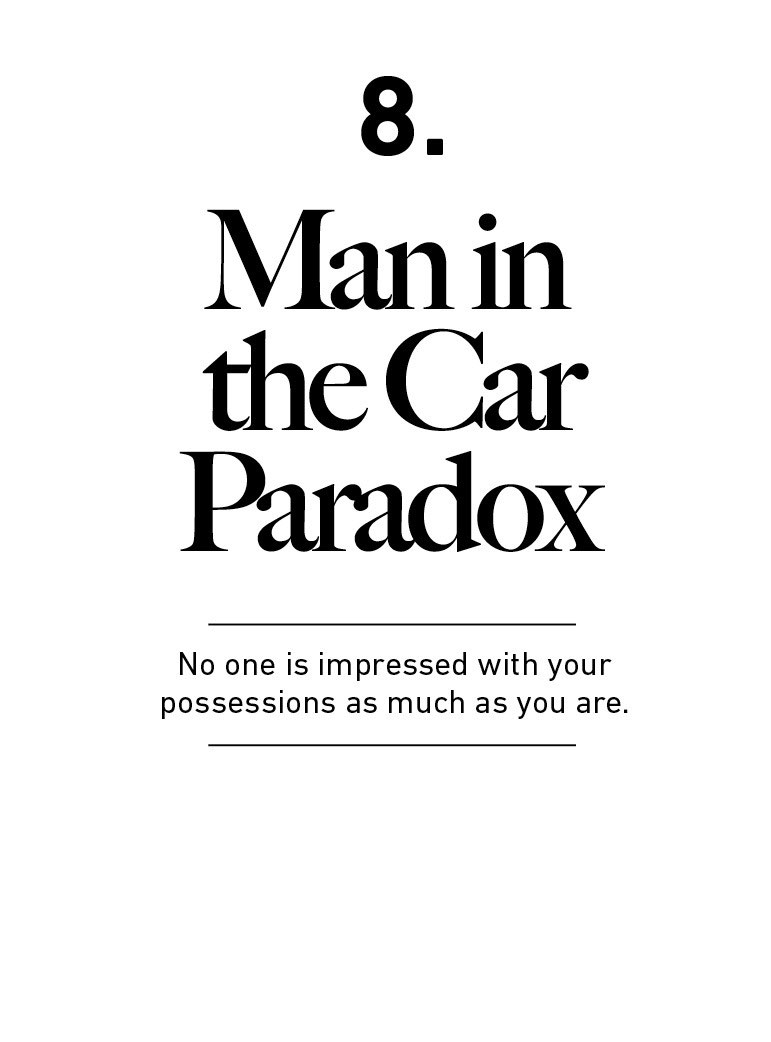 8.
Man in
the Car
Paradox
No one is impressed with your
possessions as much as you are.